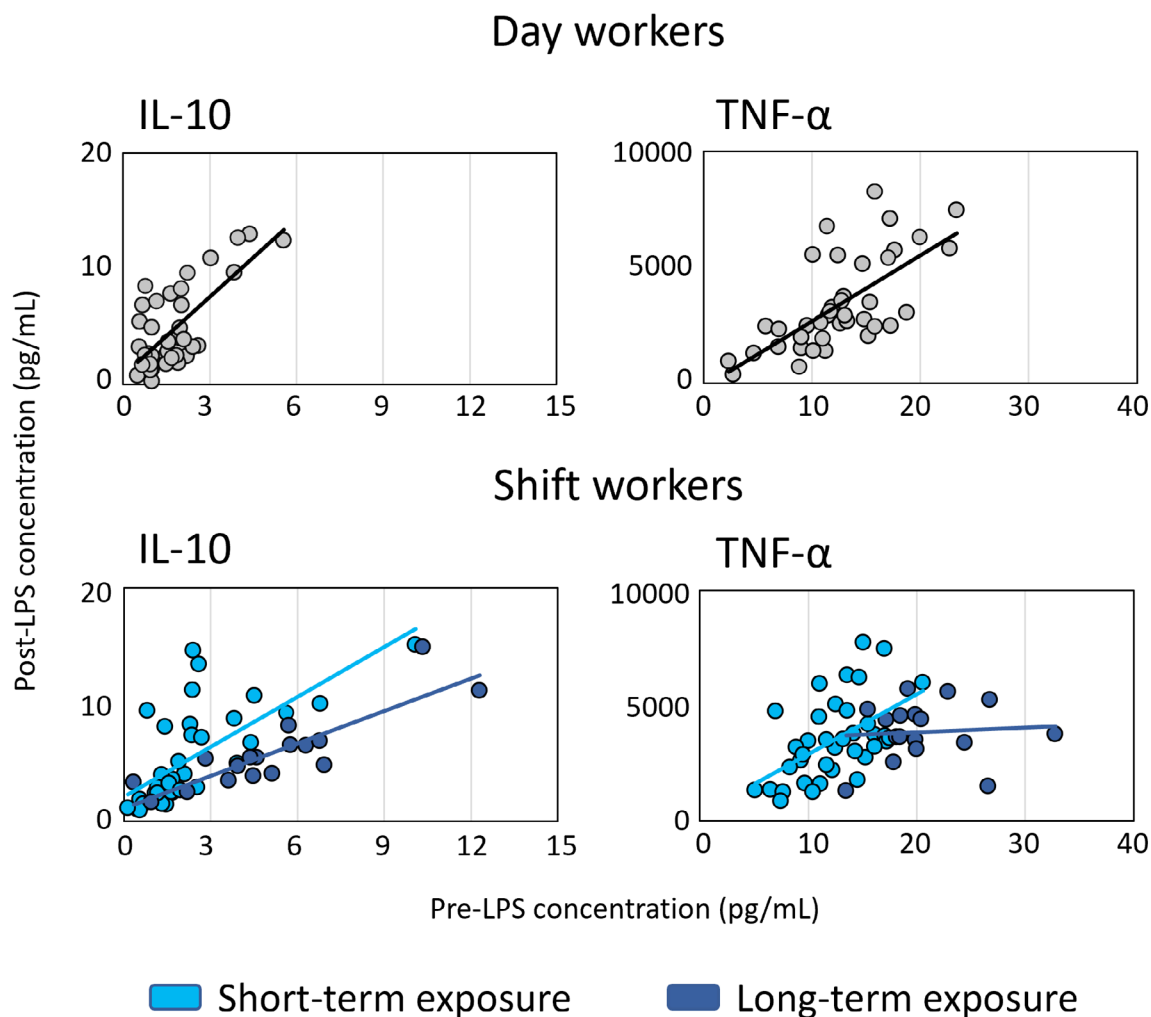 Day workers
IL-10
TNF-α
20
10
0
0 3 6 9 12 15
10000
5000
0
0 10 20 30 40
Post-LPS concentration (pg/mL)
Shift workers
IL-10
TNF-α
20
10
0
0 3 6 9 12 15
10000
5000
0
0 10 20 30 40
Pre-LPS concentration (pg/mL)
Short-term exposure
Long-term exposure